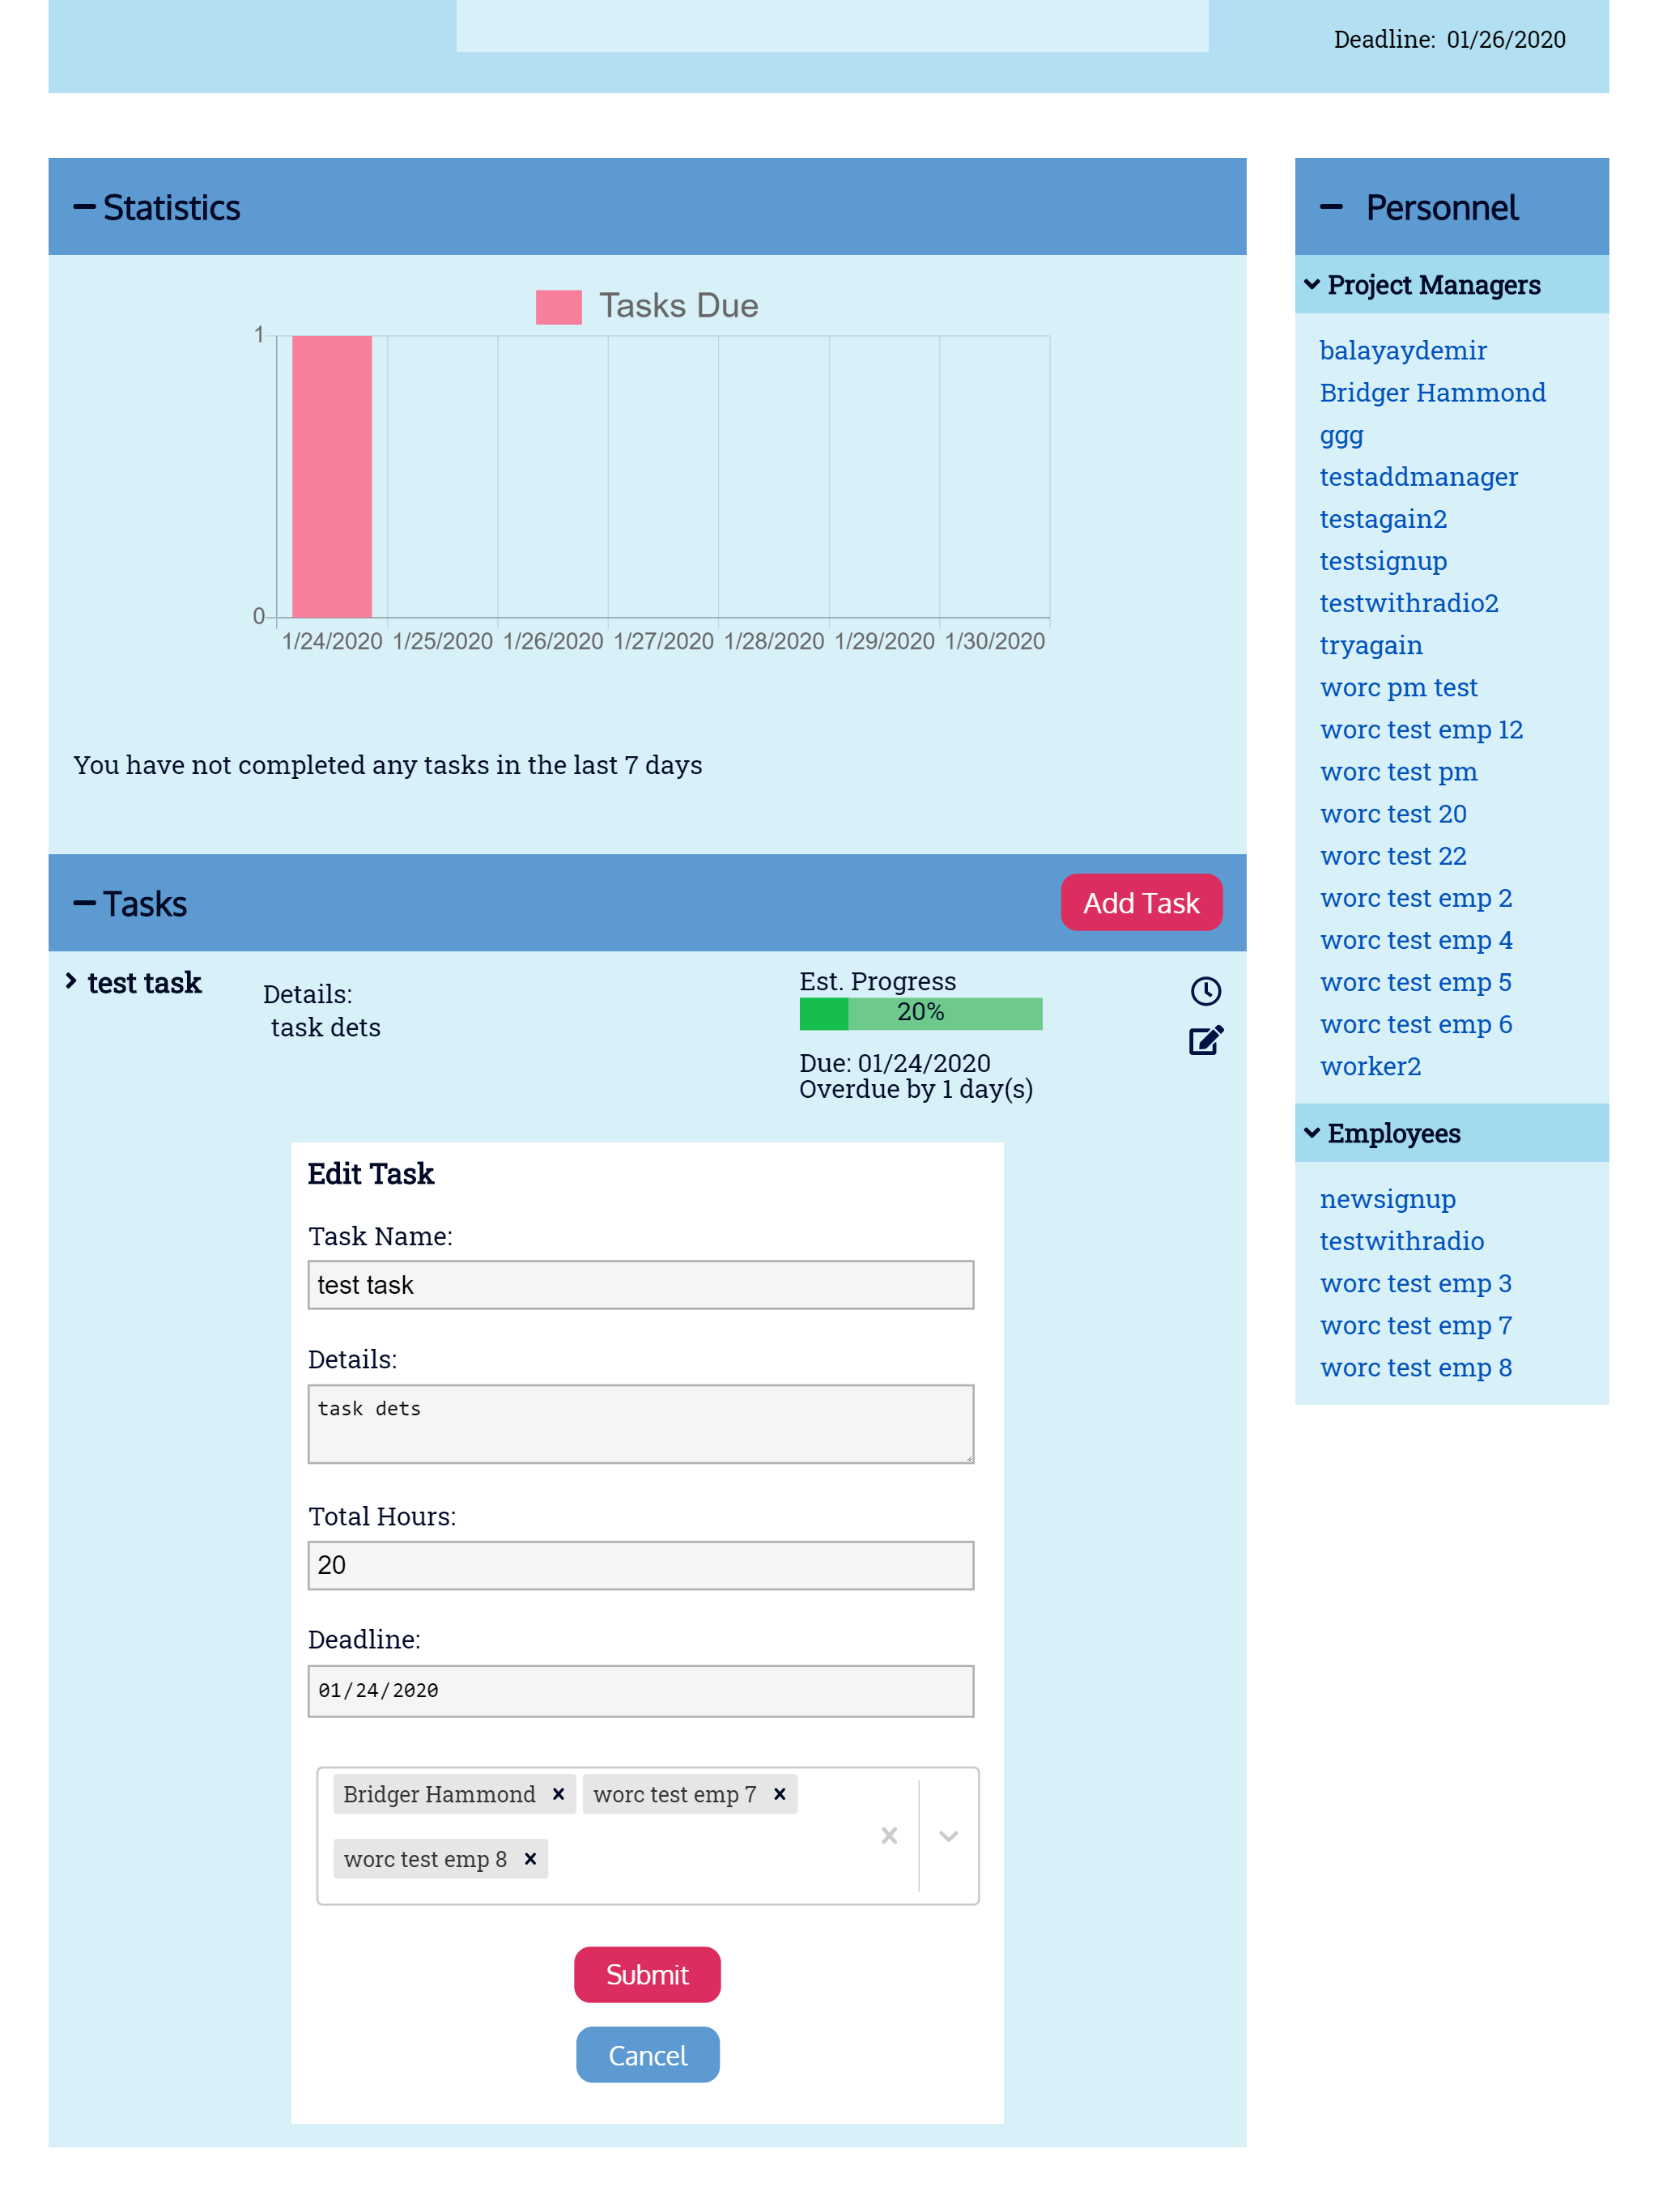 Deadline: 01/26/2020
Statistics
Tasks Due
1
0
1/24/2020 1/25/2020 1/26/2020 1/27/2020 1/28/2020 1/29/2020 1/30/2020
You have not completed any tasks in the last 7 days
Tasks
Add Task
test task
Details:
task dets
Est. Progress
20%
Due: 01/24/2020
Overdue by 1 day(s)
Edit Task
Task Name:
test task
Details:
task dets
Total Hours:
20
Deadline:
01/24/2020
Bridger Hammond worc test emp 7
worc test emp 8
Submit
Cancel
Personnel
Project Managers
balayaydemir
Bridger Hammond
ggg
testaddmanager
testagain2
testsignup
testwithradio2
tryagain
worc pm test
worc test emp 12
worc test pm
worc test 20
worc test 22
worc test emp 2
worc test emp 4
worc test emp 5
worc test emp 6
worker2
Employees
newsignup
testwithradio
worc test emp 3
worc test emp 7
worc test emp 8